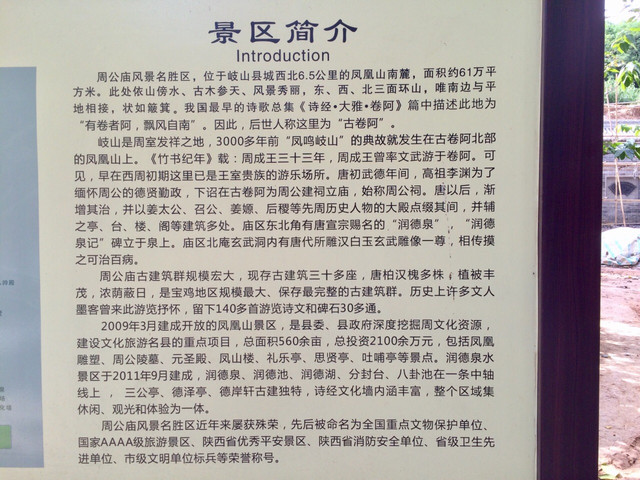 景区简介
Introduction
周公庙风景名胜区，位于岐山县城西北6.5公里的凤凰山南麓，面积约61万平
方米。此处依山傍水、古木参天、风景秀丽，东、西、北三面环山，唯南边与平
地相接，状如簸箕。我国最早的诗歌总集《诗经·大雅·卷阿》篇中描述此地为
“有卷者阿，飘风自南”。因此，后世人称这里为“古卷阿”。
岐山是周室发祥之地，3000多年前“凤鸣岐山”的典故就发生在古卷阿北部
的凤凰山上。《竹书纪年》载：周成王三十三年，周成王曾率文武游于卷阿。可
见，早在西周初期这里已是王室贵族的游乐场所。唐初武德年间，高祖李渊为了
缅怀周公的德贤勤政，下诏在古卷阿为周公建祠立庙，始称周公祠。唐以后，渐
增其治，并以姜太公、召公、姜嫄、后稷等先周历史人物的大殿点缀其间，并辅
之亭、台、楼、阁等建筑多处。庙区东北角有唐宣宗赐名的“润德泉”，“润德
泉记”碑立于泉上。庙区北庵玄武洞内有唐代所雕汉白玉玄武雕像一尊，相传摸
之可治百病。
周公庙古建筑群规模宏大，现存古建筑三十多座，唐柏汉槐多株，植被丰
茂，浓荫蔽日，是宝鸡地区规模最大、保存最完整的古建筑群。历史上许多文人
墨客曾来此游览抒怀，留下140多首游览诗文和碑石30多通。
2009年3月建成开放的凤凰山景区，是县委、县政府深度挖掘周文化资源，
建设文化旅游名县的重点项目，总面积560余亩，总投资2100余万元，包括凤凰
雕塑、周公陵墓、元圣殿、凤山楼、礼乐亭、思贤亭、吐哺亭等景点。润德泉水
景区于2011年9月建成，润德泉、润德池、润德湖、分封台、八卦池在一条中轴
线上，三公亭、德泽亭、德岸轩古建独特，诗经文化墙内涵丰富，整个区域集
休闲、观光和体验为一体。
周公庙风景名胜区近年来屡获殊荣，先后被命名为全国重点文物保护单位、
国家AAAA级旅游景区、陕西省优秀平安景区、陕西省消防安全单位、省级卫生先
进单位、市级文明单位标兵等荣誉称号。